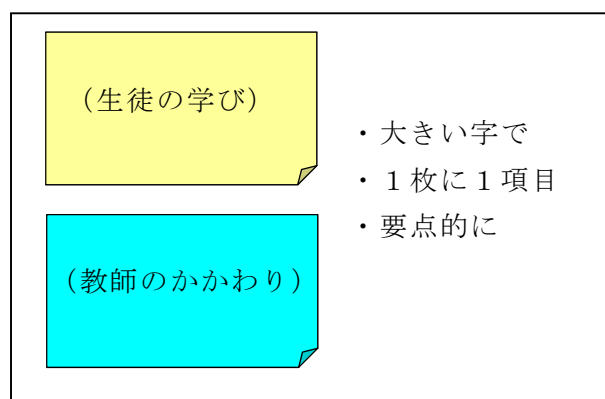 (生徒の学び)
・大きい字で
・１枚に１項目
・要点的に
(教師のかかわり)